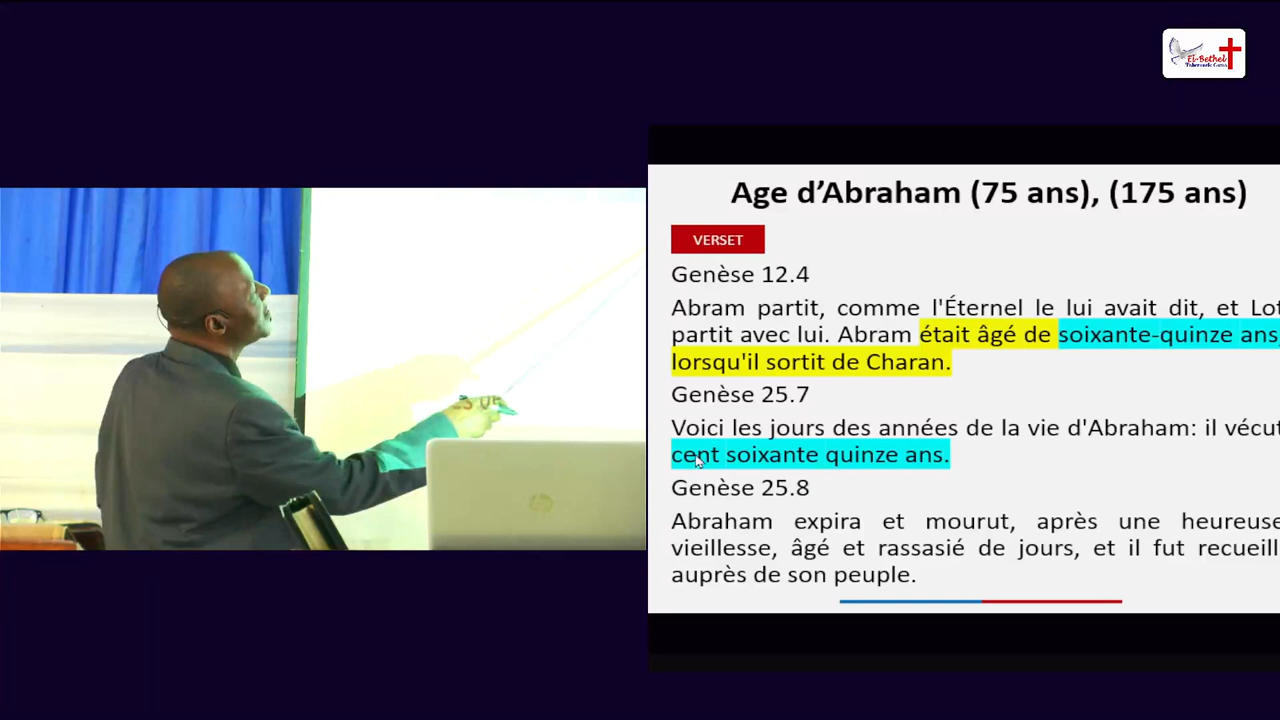 El-Bethel
Age d’Abraham (75 ans), (175 ans)
VERSET
Genèse 12.4
Abram partit, comme l'Éternel le lui avait dit, et Lot
partit avec lui. Abram était âgé de soixante-quinze ans,
lorsqu'il sortit de Charan.
Genèse 25.7
Voici les jours des années de la vie d'Abraham: il vécut
cent soixante quinze ans.
Genèse 25.8
Abraham expira et mourut, après une heureuse
vieillesse, âgé et rassasié de jours, et il fut recueill
auprès de son peuple.